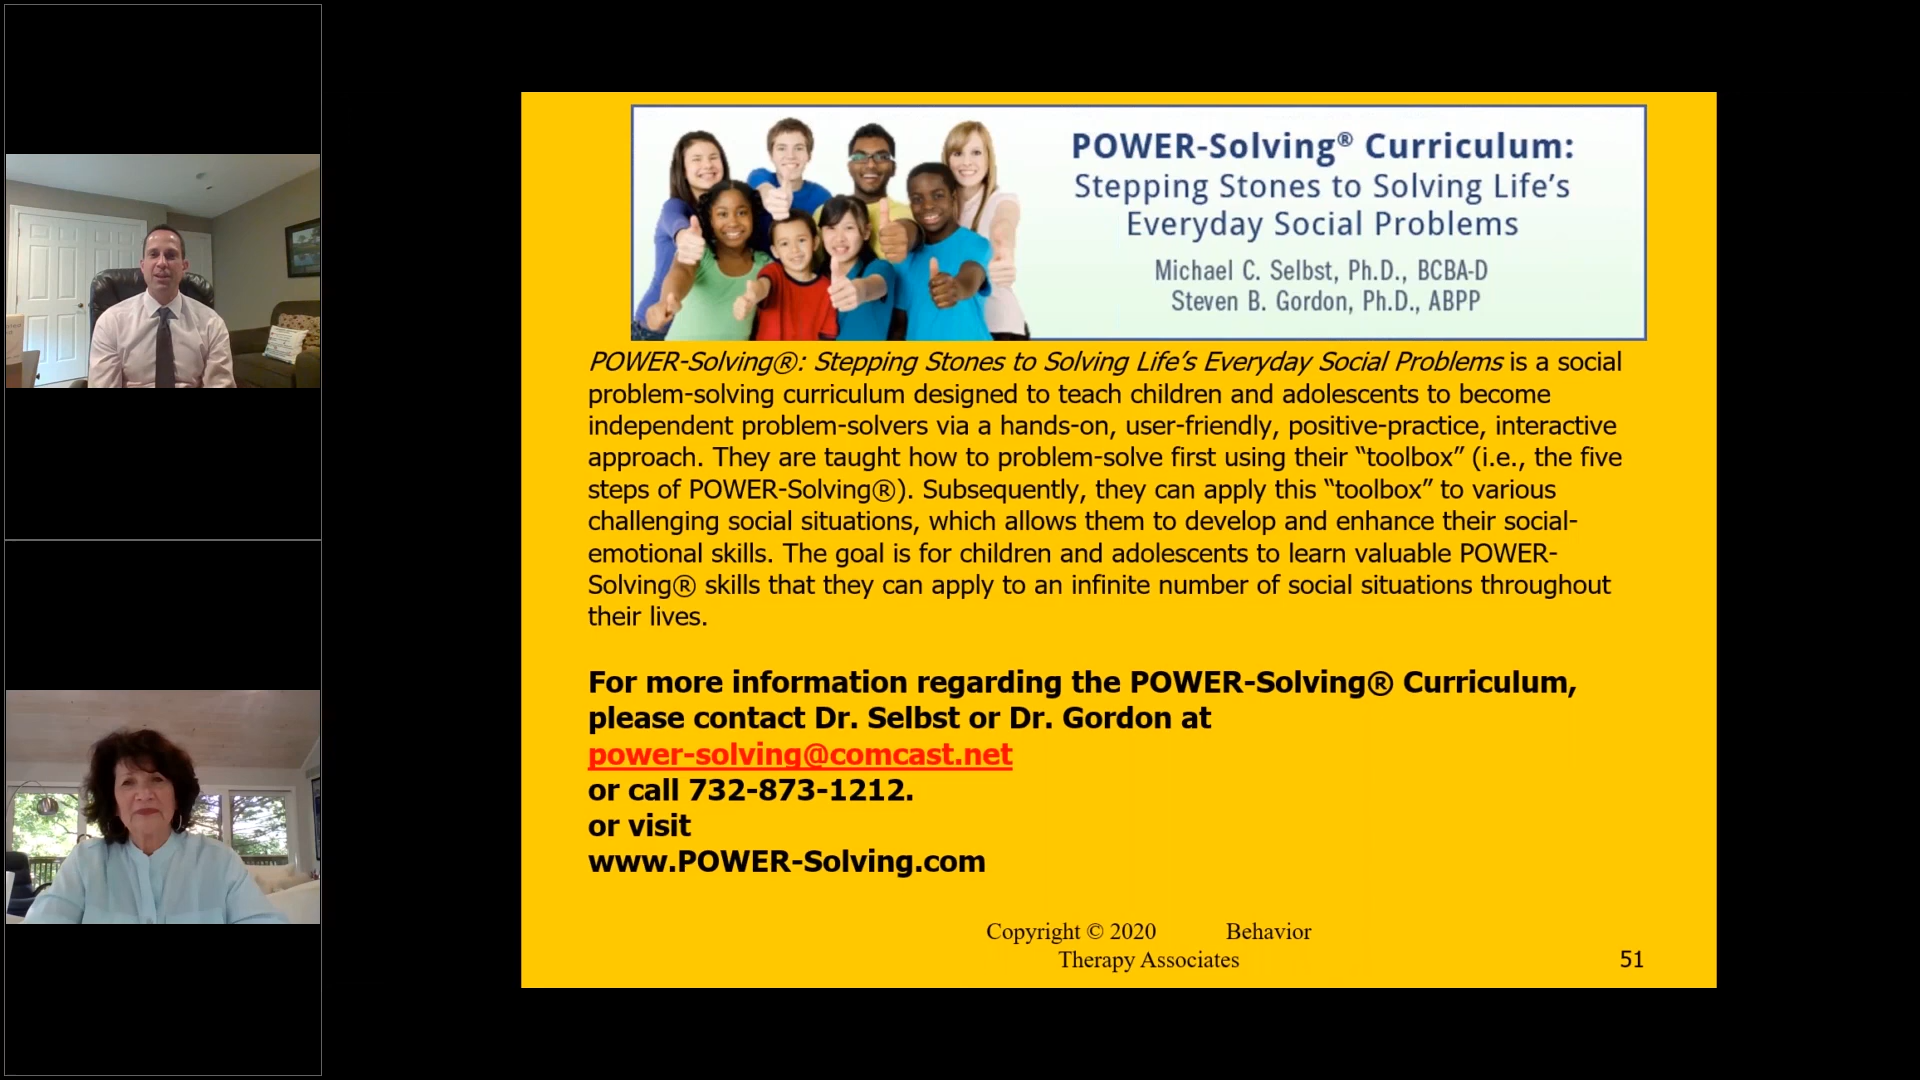 POWER-Solving® Curriculum:
Stepping Stones to Solving Life's
Everyday Social Problems
Michael C. Selbst, Ph.D., BCBA-D
Steven B. Gordon, Ph.D., ABPP
POWER-Solving®: Stepping Stones to Solving Life's Everyday Social Problems is a social
problem-solving curriculum designed to teach children and adolescents to become
independent problem-solvers via a hands-on, user-friendly, positive-practice, interactive
approach. They are taught how to problem-solve first using their “toolbox” (i.e., the five
steps of POWER-Solving®). Subsequently, they can apply this “toolbox” to various
challenging social situations, which allows them to develop and enhance their social-
emotional skills. The goal is for children and adolescents to learn valuable POWER-
Solving® skills that they can apply to an infinite number of social situations throughout
their lives.
For more information regarding the POWER-Solving® Curriculum,
please contact Dr. Selbst or Dr. Gordon at
power-solving@comcast.net
or call 732-873-1212.
or visit
www.POWER-Solving.com
Copyright © 2020 Behavior
Therapy Associates
51